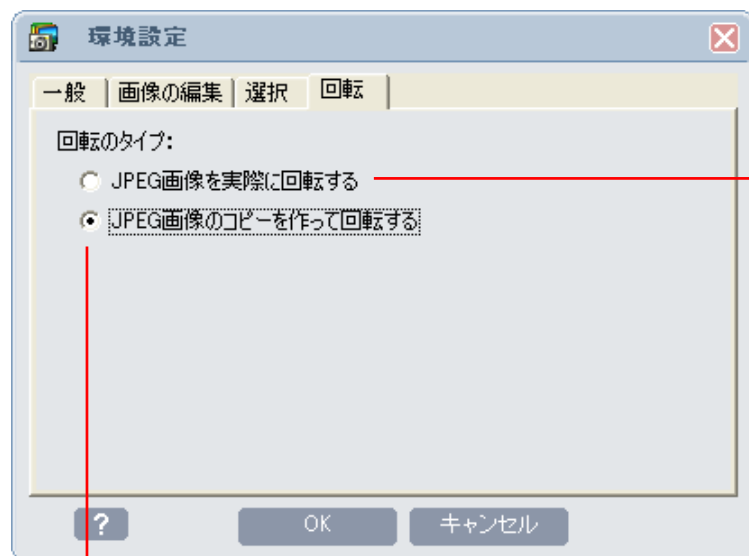 環境設定
一般 画像の編集 選択 回転
回転のタイプ:
JPEG画像を実際に回転する
JPEG画像のコピーを作って回転する
? OK キャンセル